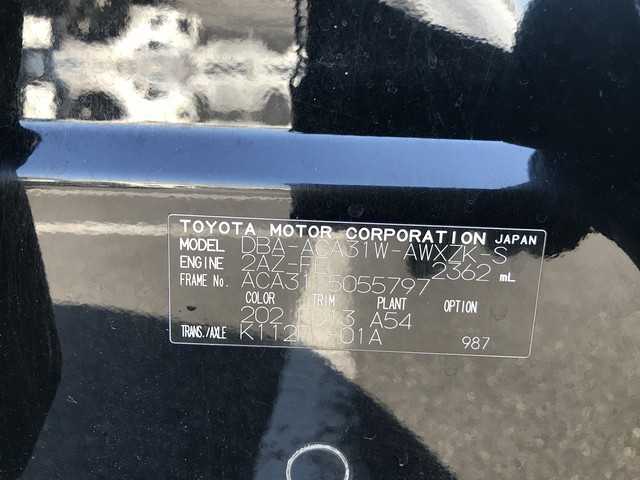 TOYOTA MOTOR CORPORATION JAPAN
MODEL DBA-ACA31W-AWXZK-S
ENGINE 2362 mL
FRAME No. 5055797
COLOR TRIM PLANT OPTION
202 A54
TRANS./AXLE 987